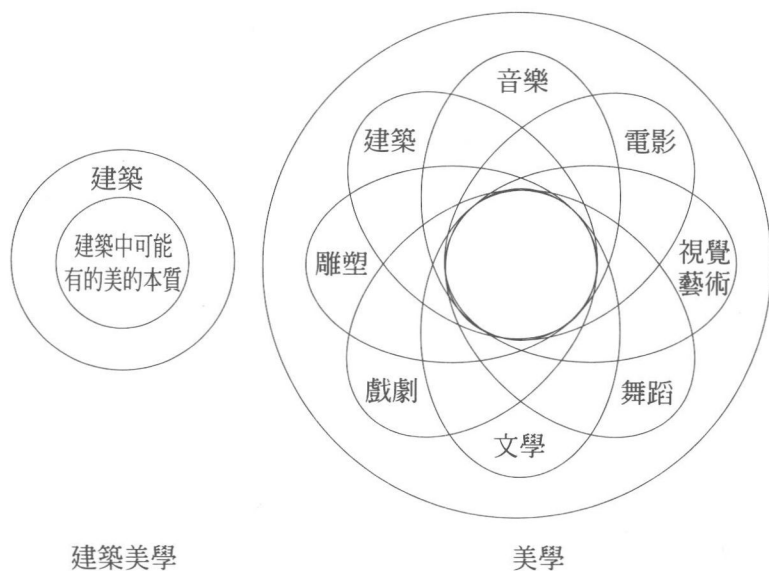 建築
建築中可能
有的美的本質
音樂
建築
電影
雕塑
視覺
藝術
戲劇
舞蹈
文學
建築美學
美學